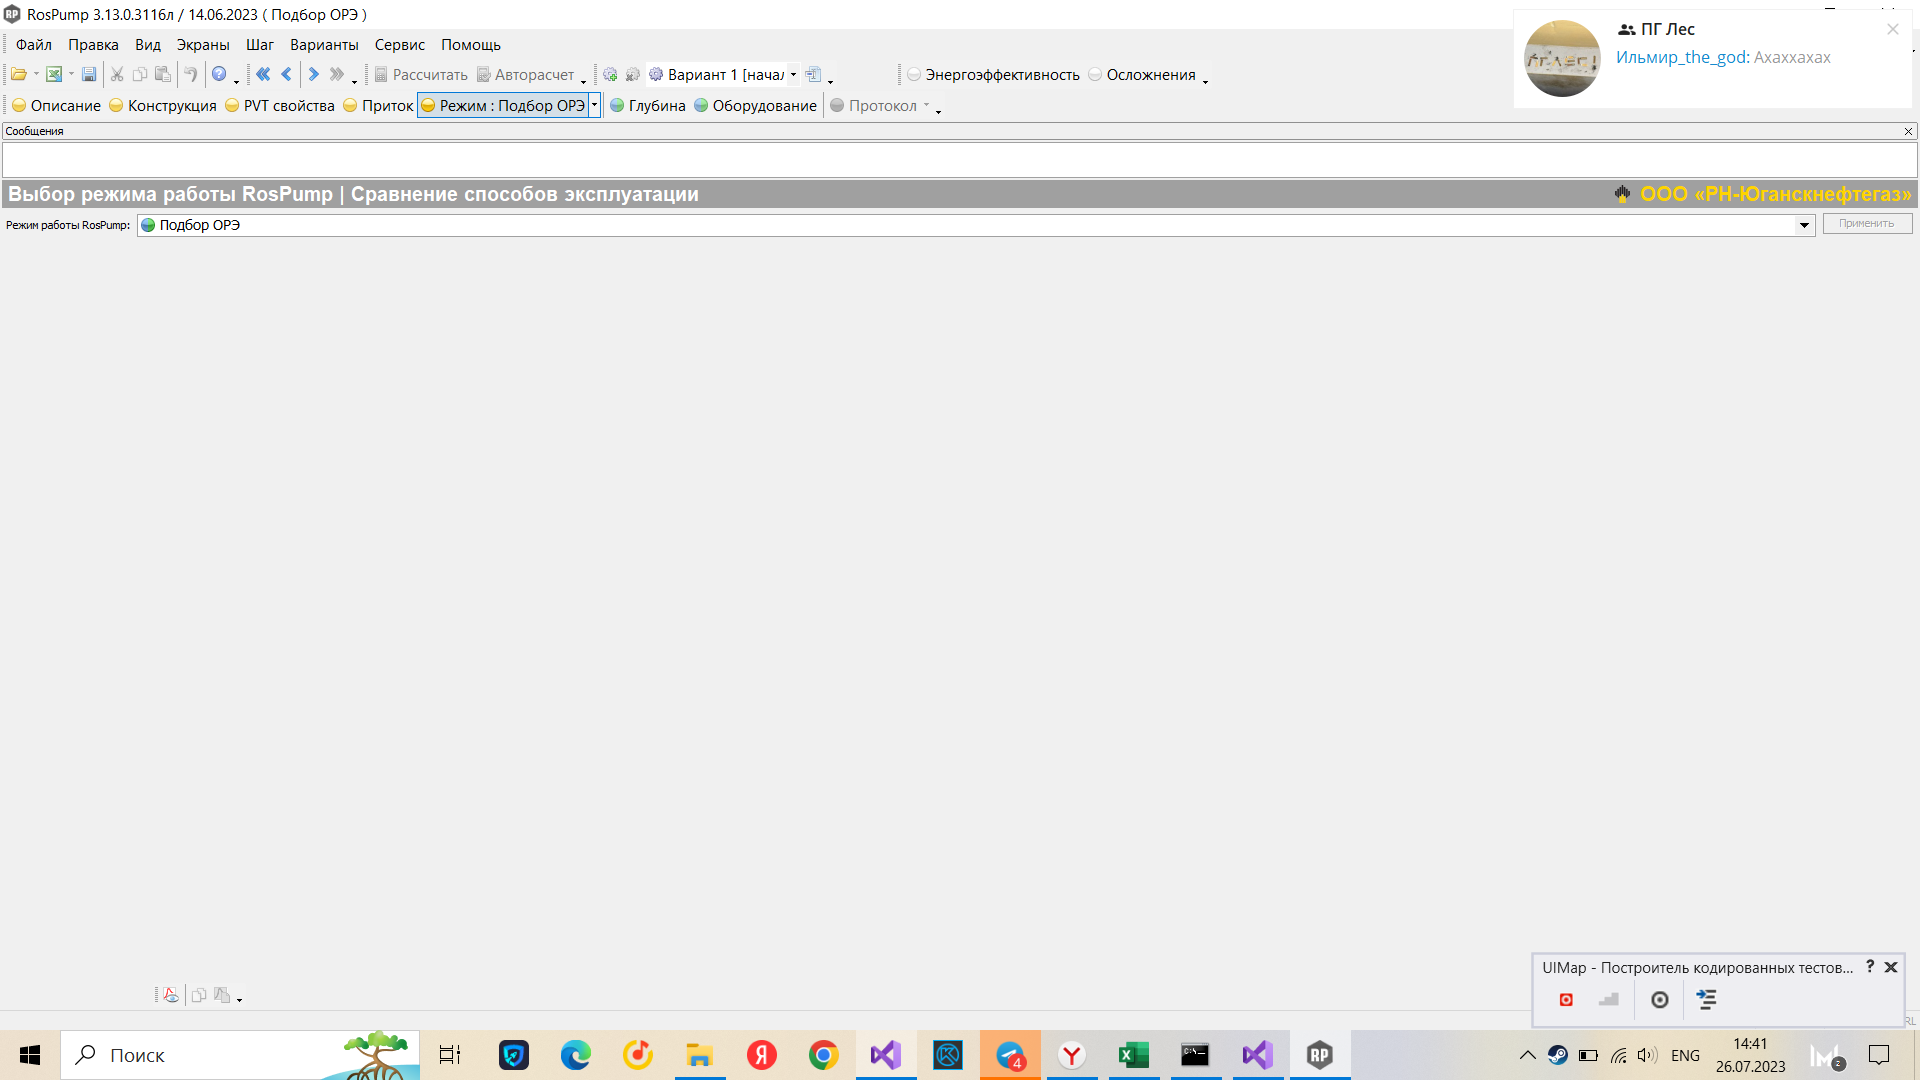 RosPump 3.13.0.3116л / 14.06.2023 ( Подбор ОРЭ )
Файл Правка Вид Экраны Шаг Варианты Сервис Помощь
Рассчитать Авторасчет Вариант 1 [начал Энергоэффективность Осложнения
Описание Конструкция PVT свойства Приток Режим : Подбор ОРЭ Глубина Оборудование Протокол
ПГ Лес
Ильмир_the_god: Ахаххахах
Сообщения
Выбор режима работы RosPump | Сравнение способов эксплуатации
ООО «РН-Юганскнефтегаз»
Режим работы RosPump: Подбор ОРЭ Применить
UIMap - Построитель кодированных тестов...
Поиск
4
ENG
14:41
26.07.2023
2